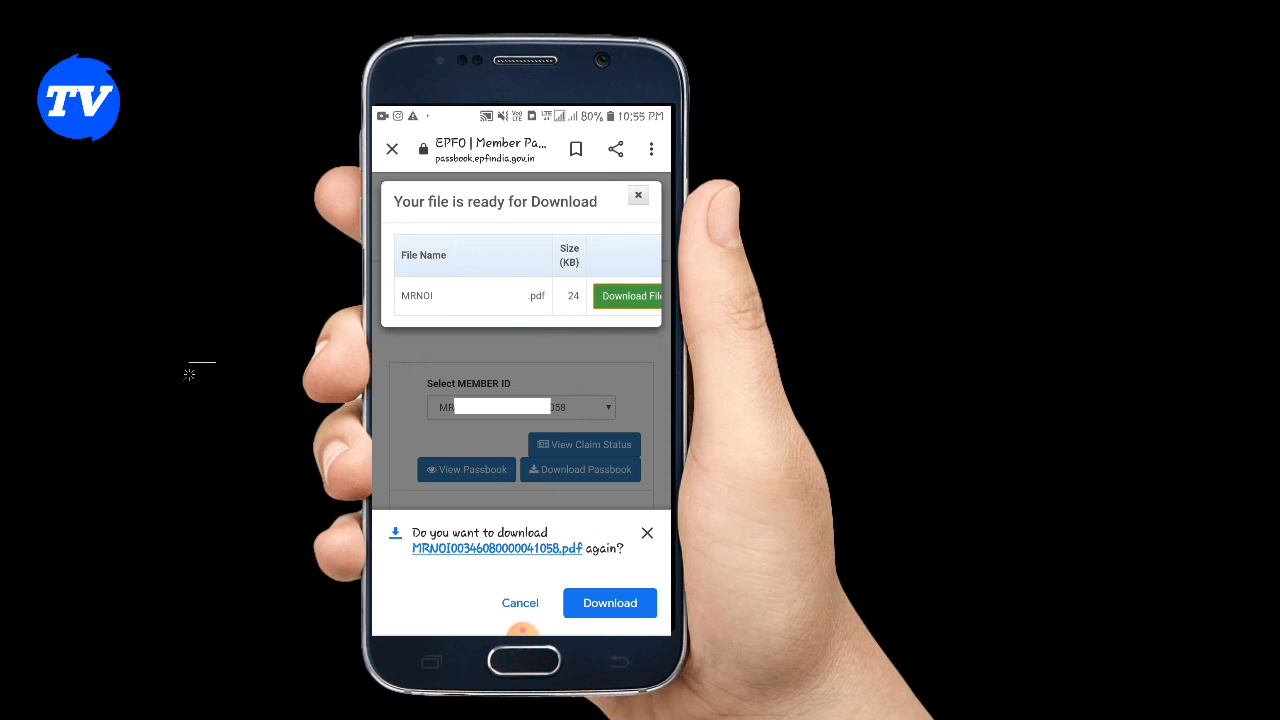 TV
80% 10:55 PM
EPFO | Member Pa...
passbook.epfindia.gov.in
Your file is ready for Download
File Name
Size
(KB)
MRNOI .pdf 24 Download File
Select MEMBER ID
MR 058
View Claim Status
View Passbook
Download Passbook
Do you want to download
MRNOI00346080000041058.pdf again?
Cancel
Download